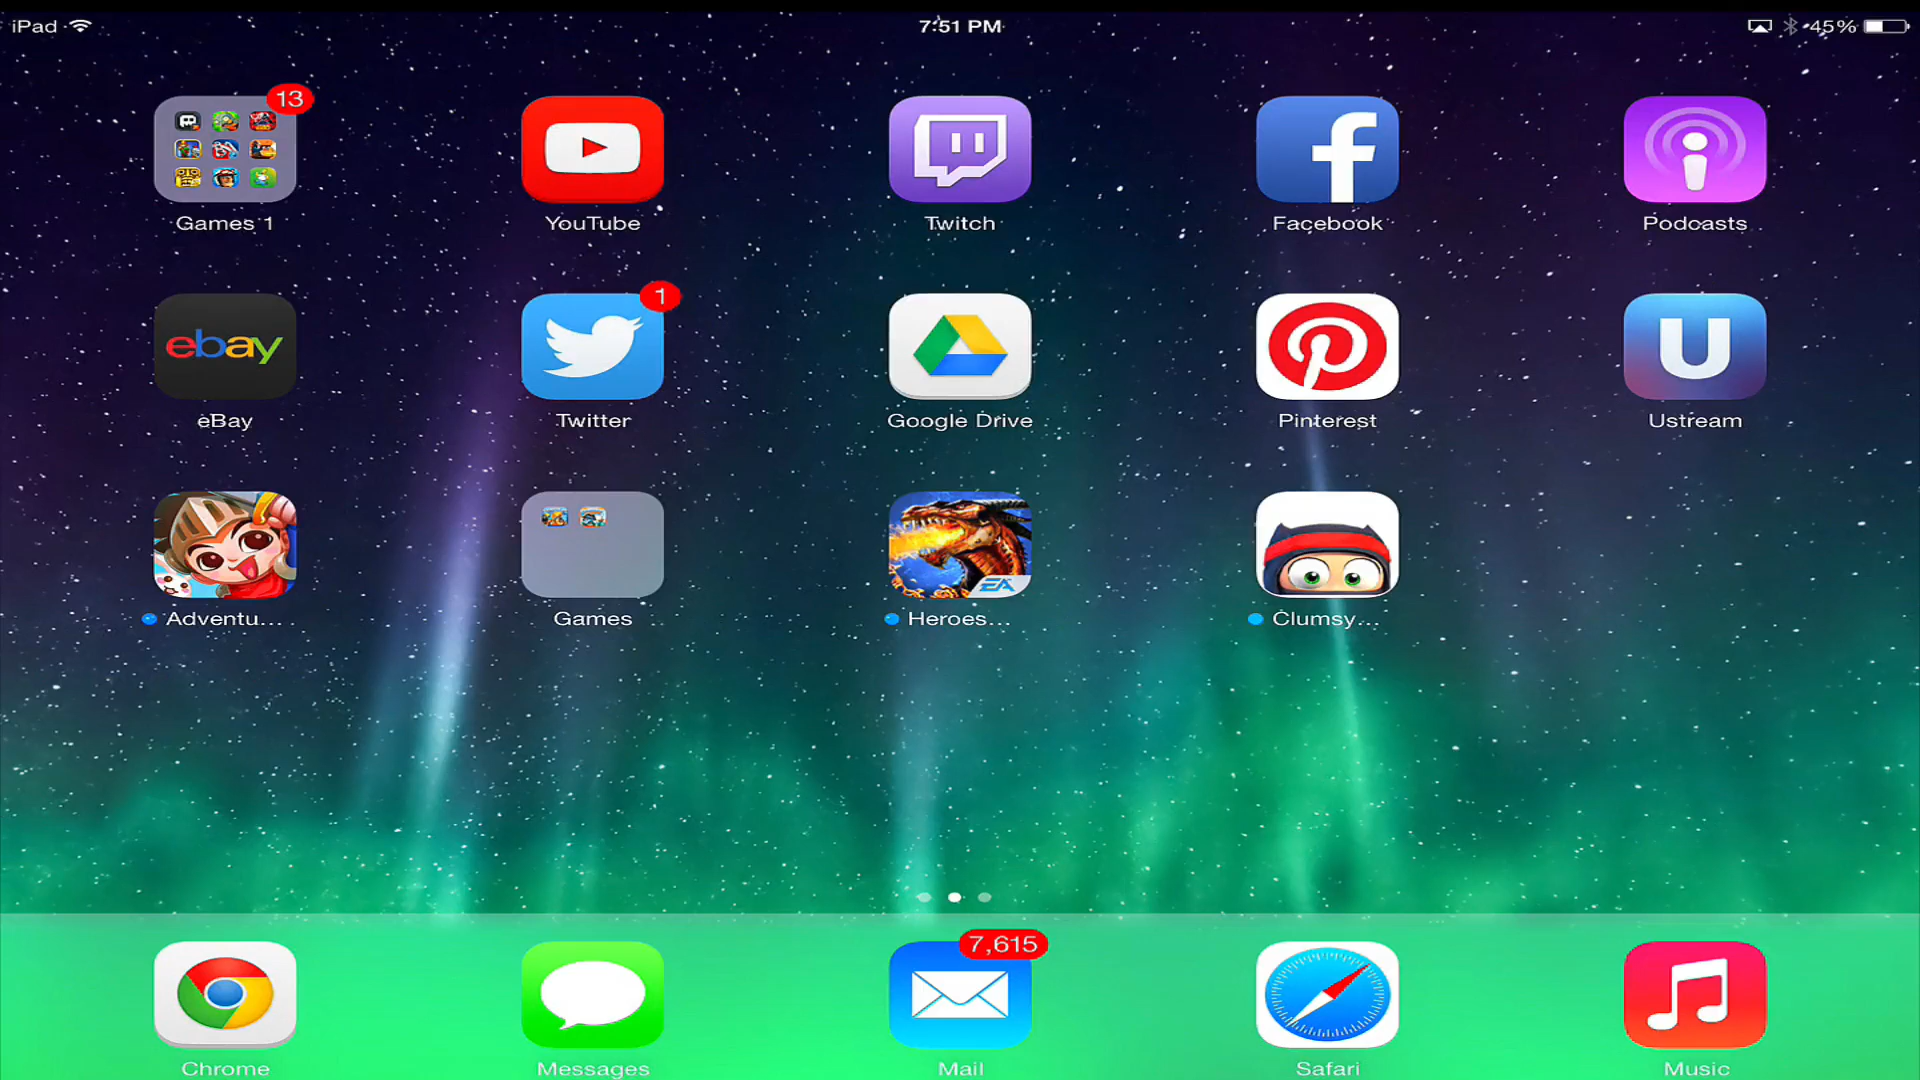 iPad
7:51 PM
45%
13
Games 1
YouTube
Twitch
Facebook
Podcasts
ebay
eBay
1
Twitter
Google Drive
Pinterest
U
Ustream
Adventu...
Games
EA
Heroes...
Clumsy...
Chrome
Messages
7,615
Mail
Safari
Music